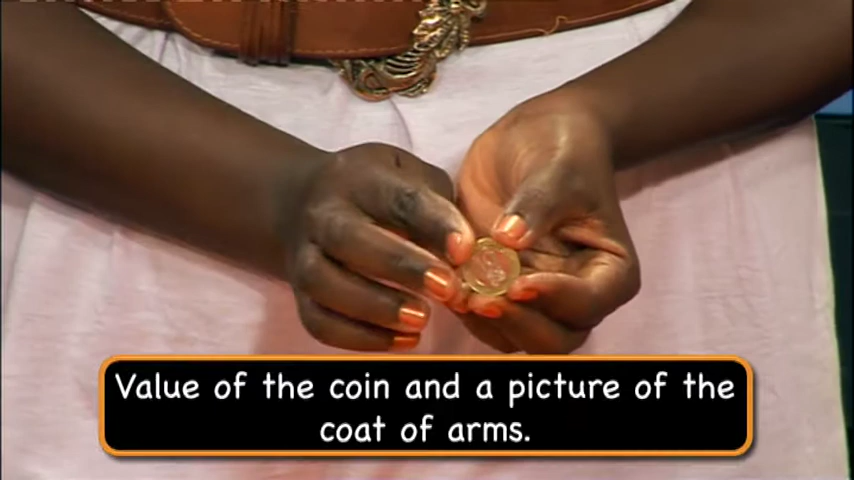 Value of the coin and a picture of the
coat of arms.